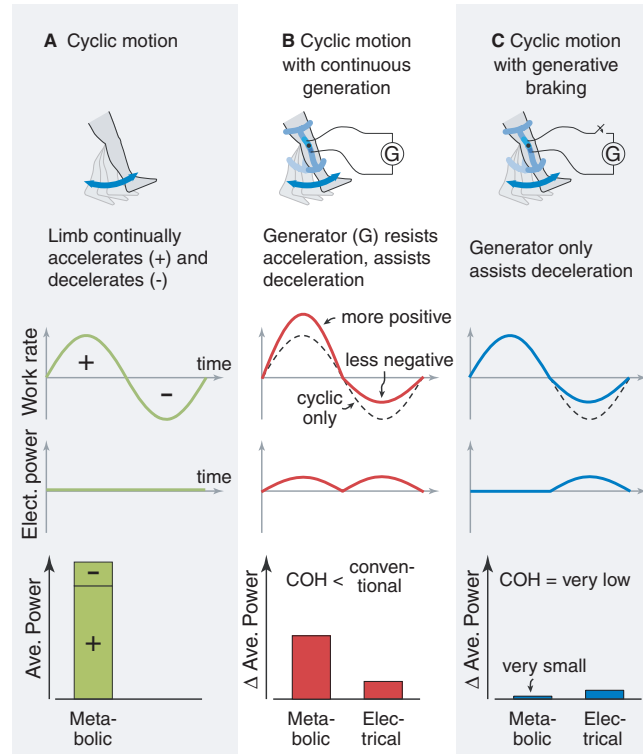 A Cyclic motion
Limb continually
accelerates (+) and
decelerates (-)
Work rate
+
-
time
Elect. power
time
Ave. Power
-
+
Meta-
bolic
B Cyclic motion
with continuous
generation
G
Generator (G) resists
acceleration, assists
deceleration
more positive
less negative
cyclic
only
Δ Ave. Power
COH < conven-
tional
Meta-
bolic
Elec-
trical
C Cyclic motion
with generative
braking
G
Generator only
assists deceleration
Δ Ave. Power
COH = very low
very small
Meta-
bolic
Elec-
trical